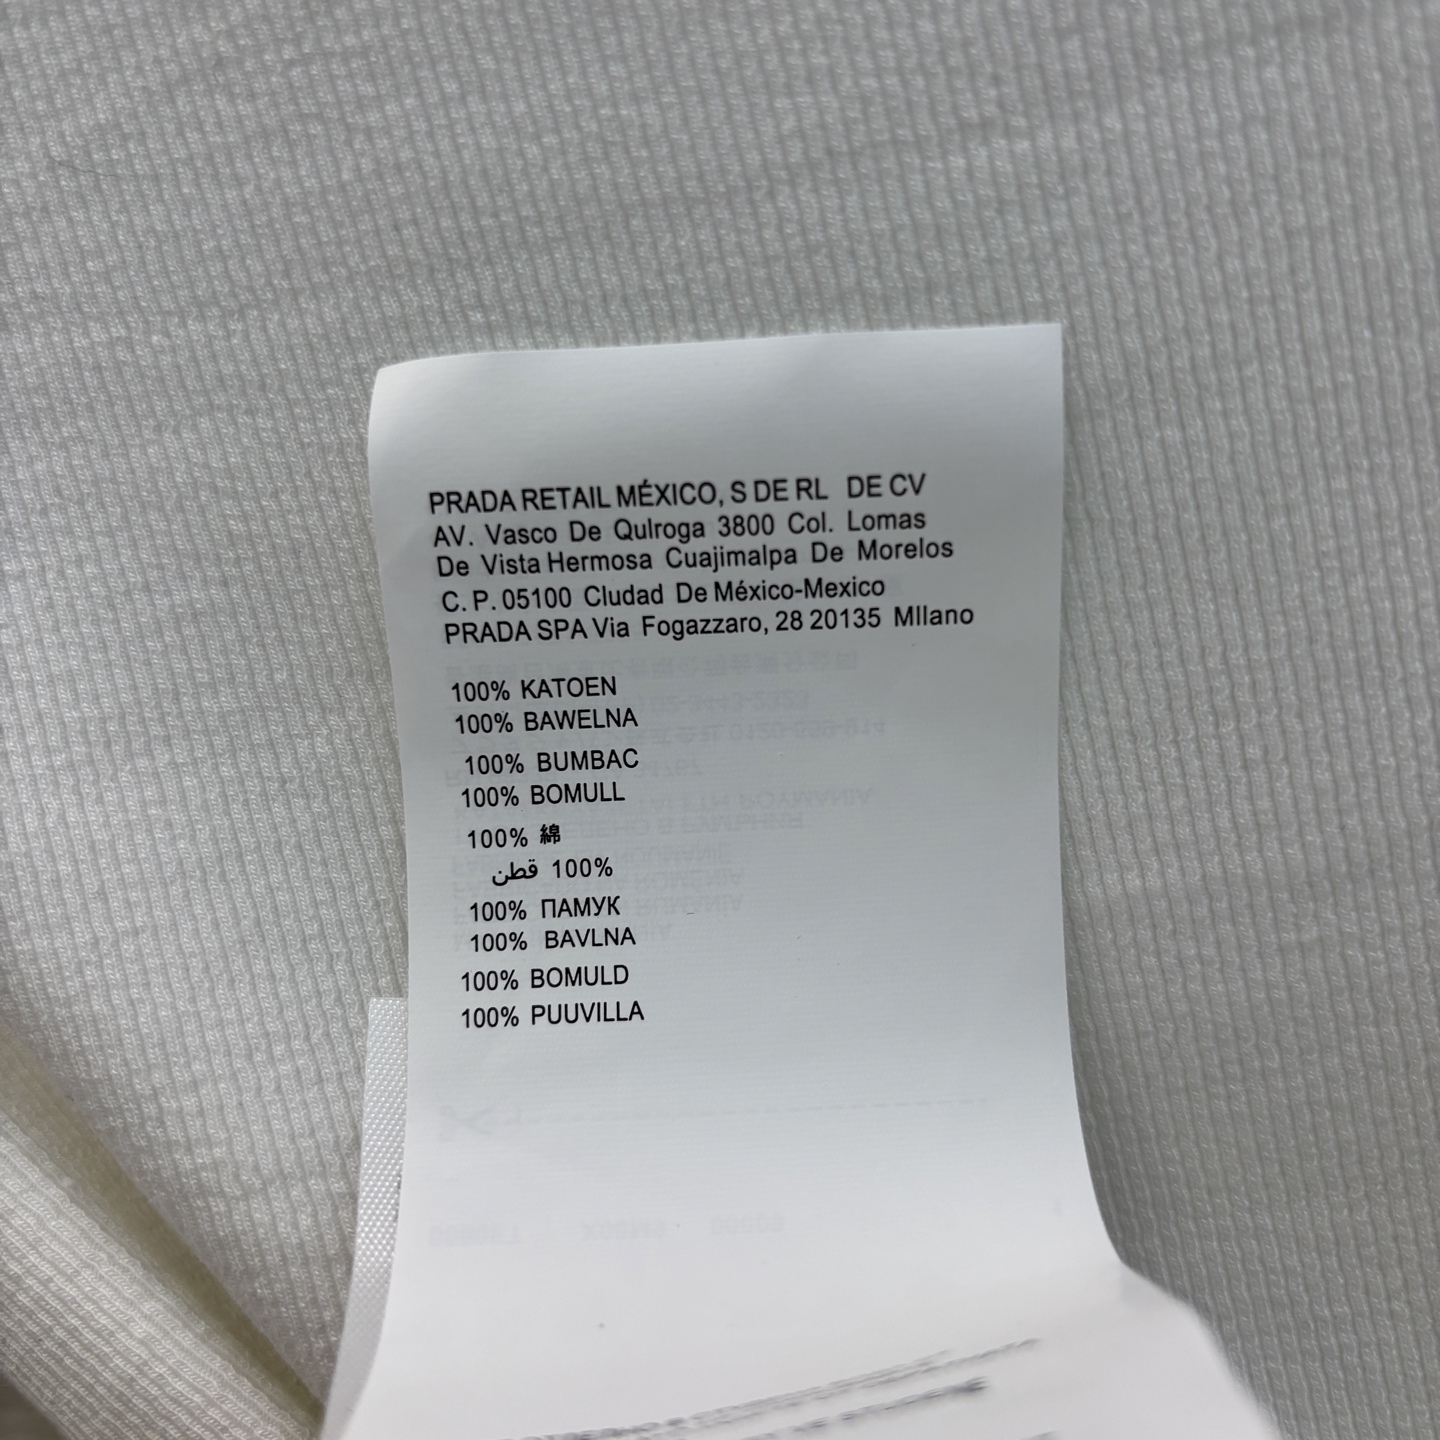 PRADA RETAIL MÉXICO, S DE RL DE CV
AV. Vasco De Qulroga 3800 Col. Lomas
De Vista Hermosa Cuajimalpa De Morelos
C. P. 05100 Cludad De México-Mexico
PRADA SPA Via Fogazzaro, 28 20135 Mllano
100% KATOEN
100% BAWELNA
100% BUMBAC
100% BOMULL
100% 綿
100% قطن
100% ПАМУК
100% BAVLNA
100% BOMULD
100% PUUVILLA